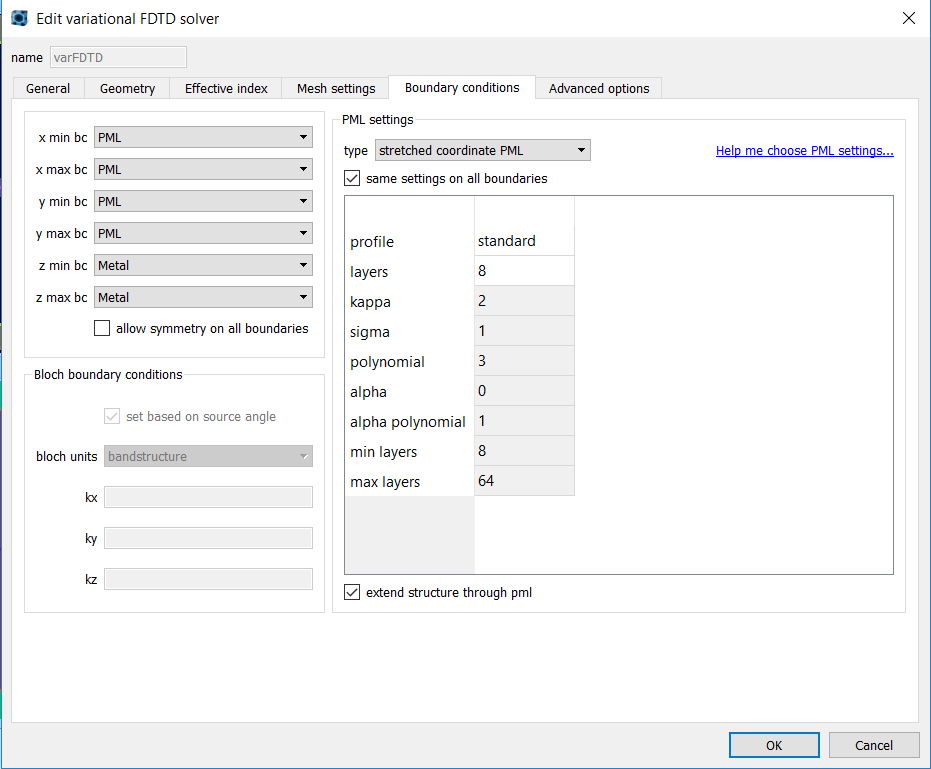 Edit variational FDTD solver
name varFDTD
General Geometry Effective index Mesh settings Boundary conditions Advanced options
x min bc PML
x max bc PML
y min bc PML
y max bc PML
z min bc Metal
z max bc Metal
allow symmetry on all boundaries
Bloch boundary conditions
set based on source angle
bloch units bandstructure
kx
ky
kz
PML settings
type stretched coordinate PML Help me choose PML settings...
same settings on all boundaries
profile standard
layers 8
kappa 2
sigma 1
polynomial 3
alpha 0
alpha polynomial 1
min layers 8
max layers 64
extend structure through pml
OK Cancel